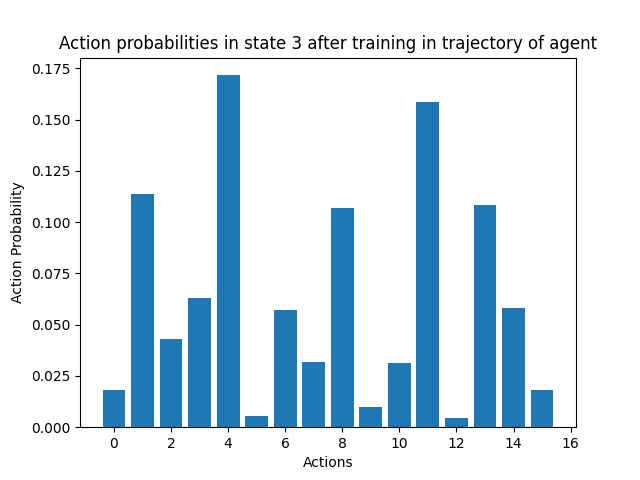 Action probabilities in state 3 after training in trajectory of agent
0.175
0.150
0.125
0.100
0.075
0.050
0.025
0.000
Action Probability
0 2 4 6 8 10 12 14 16
Actions